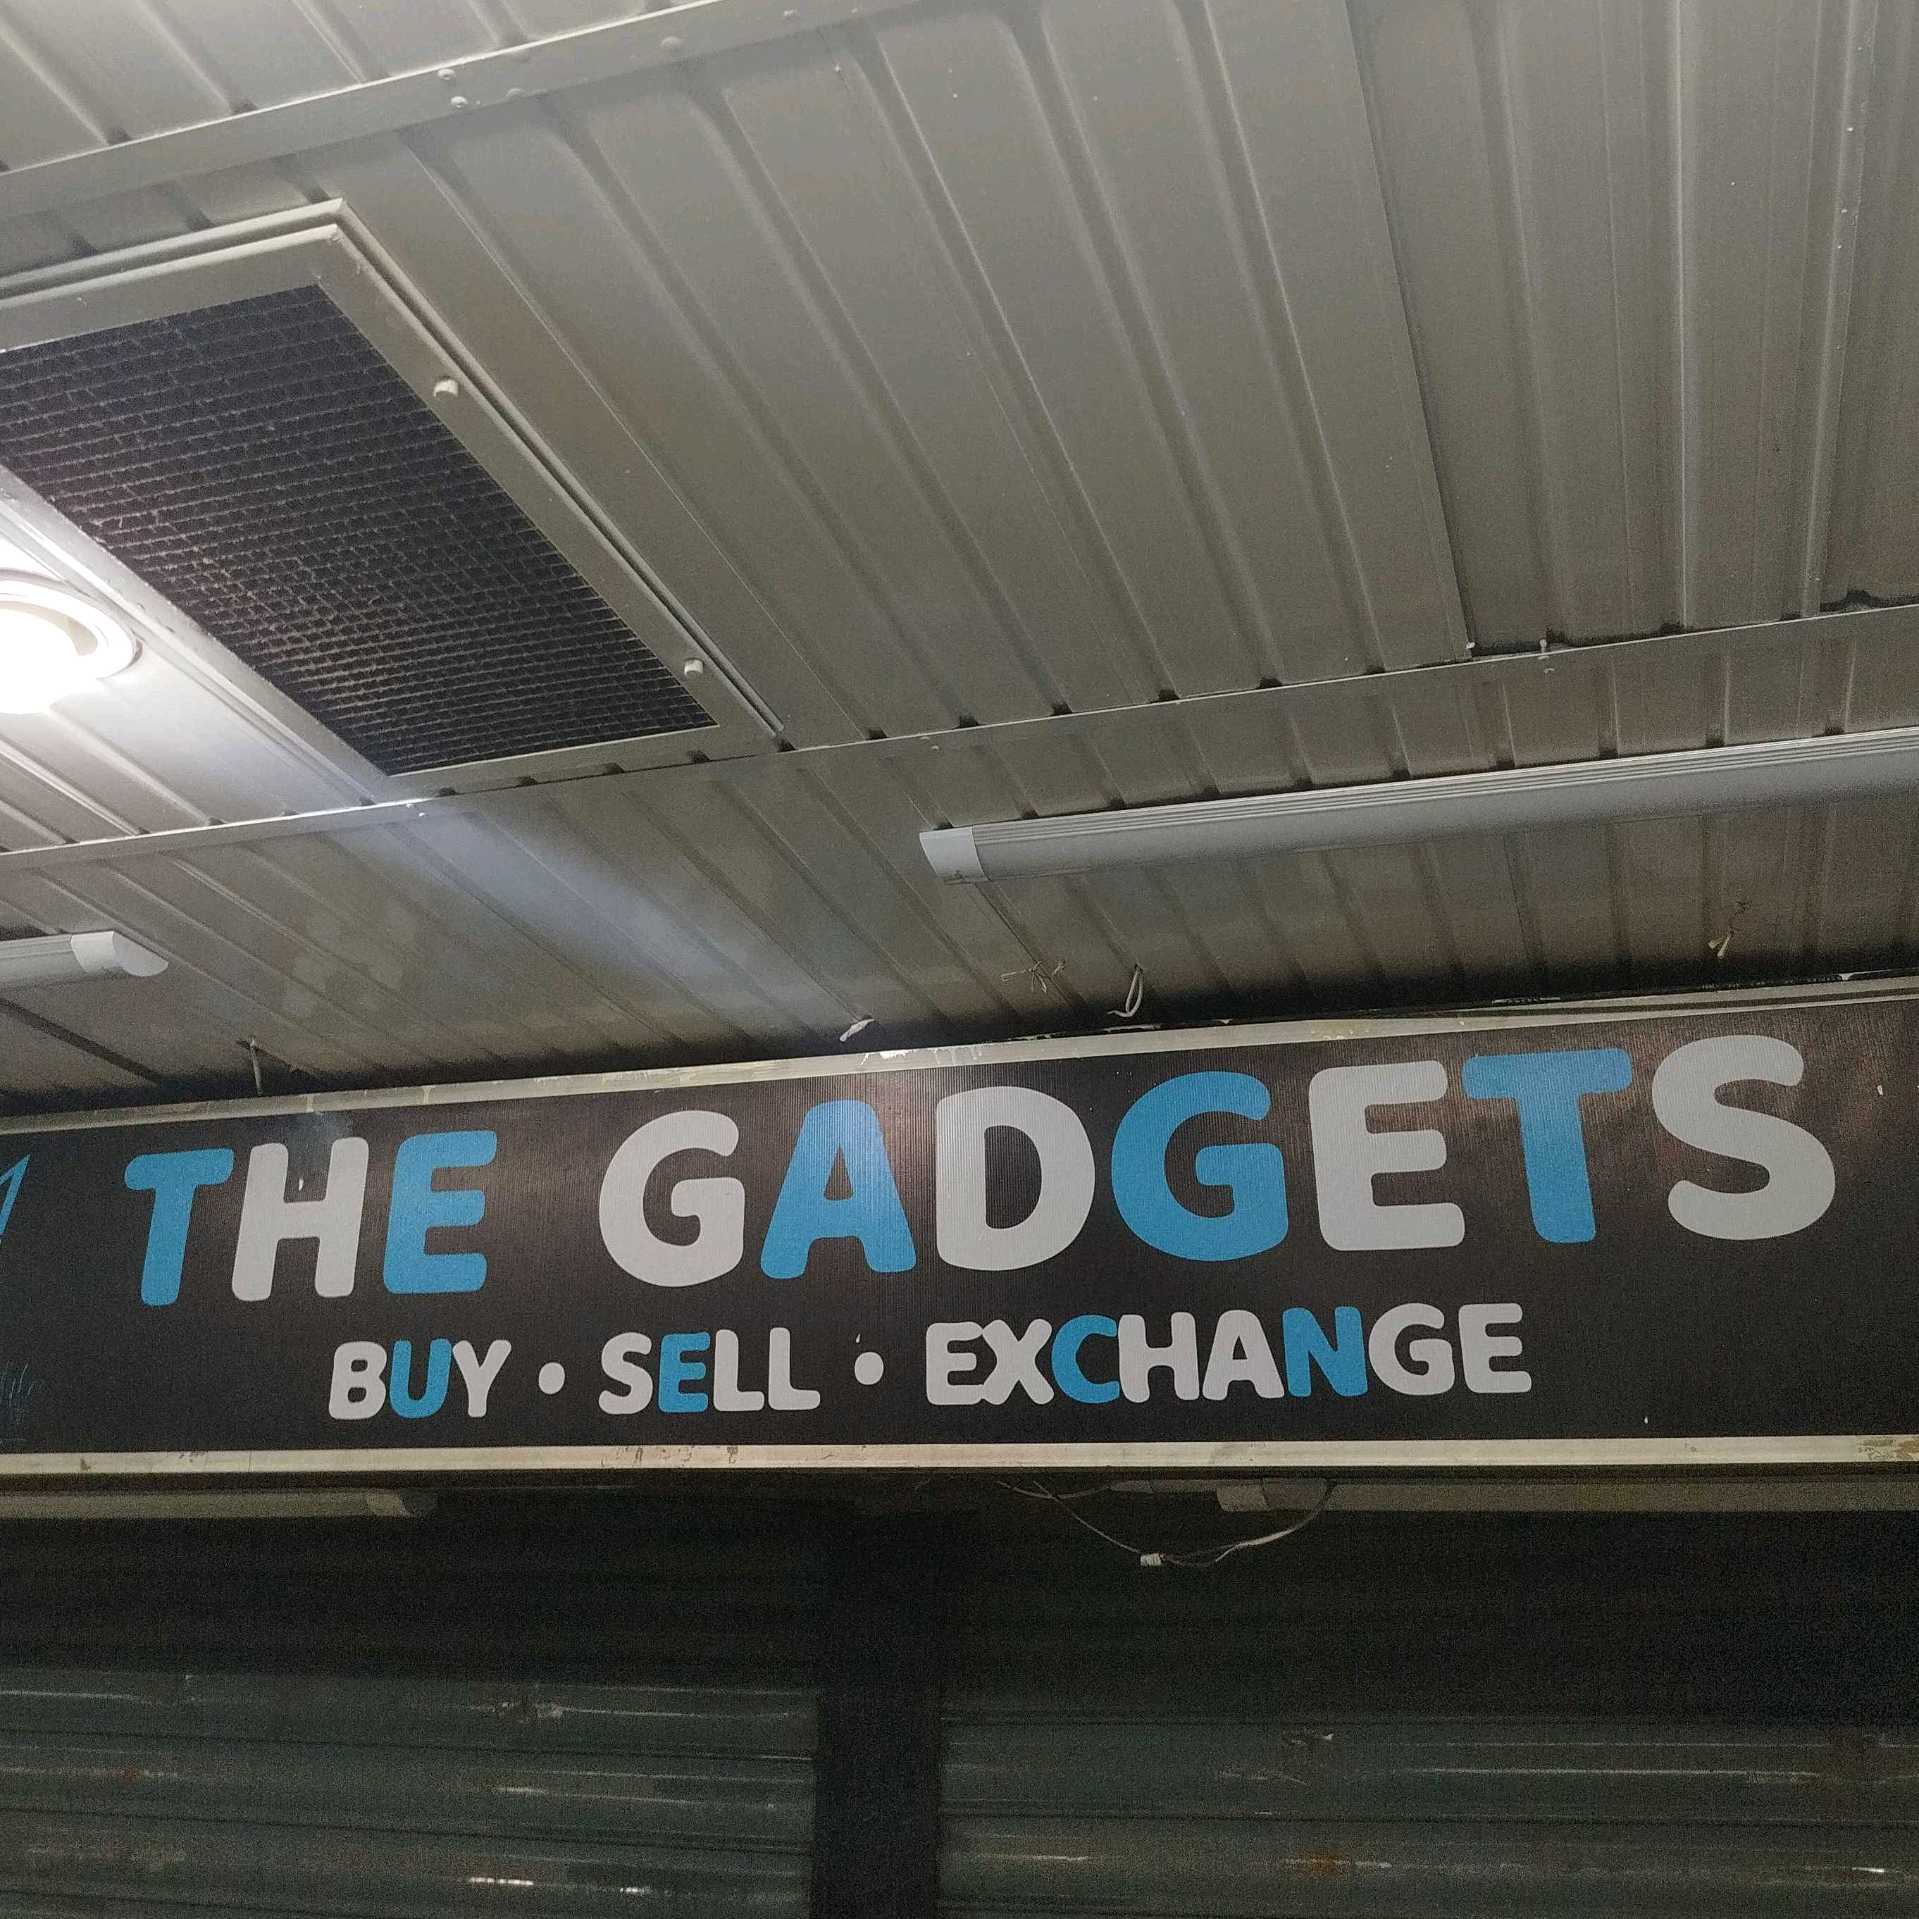 THE GADGETS
BUY • SELL • EXCHANGE